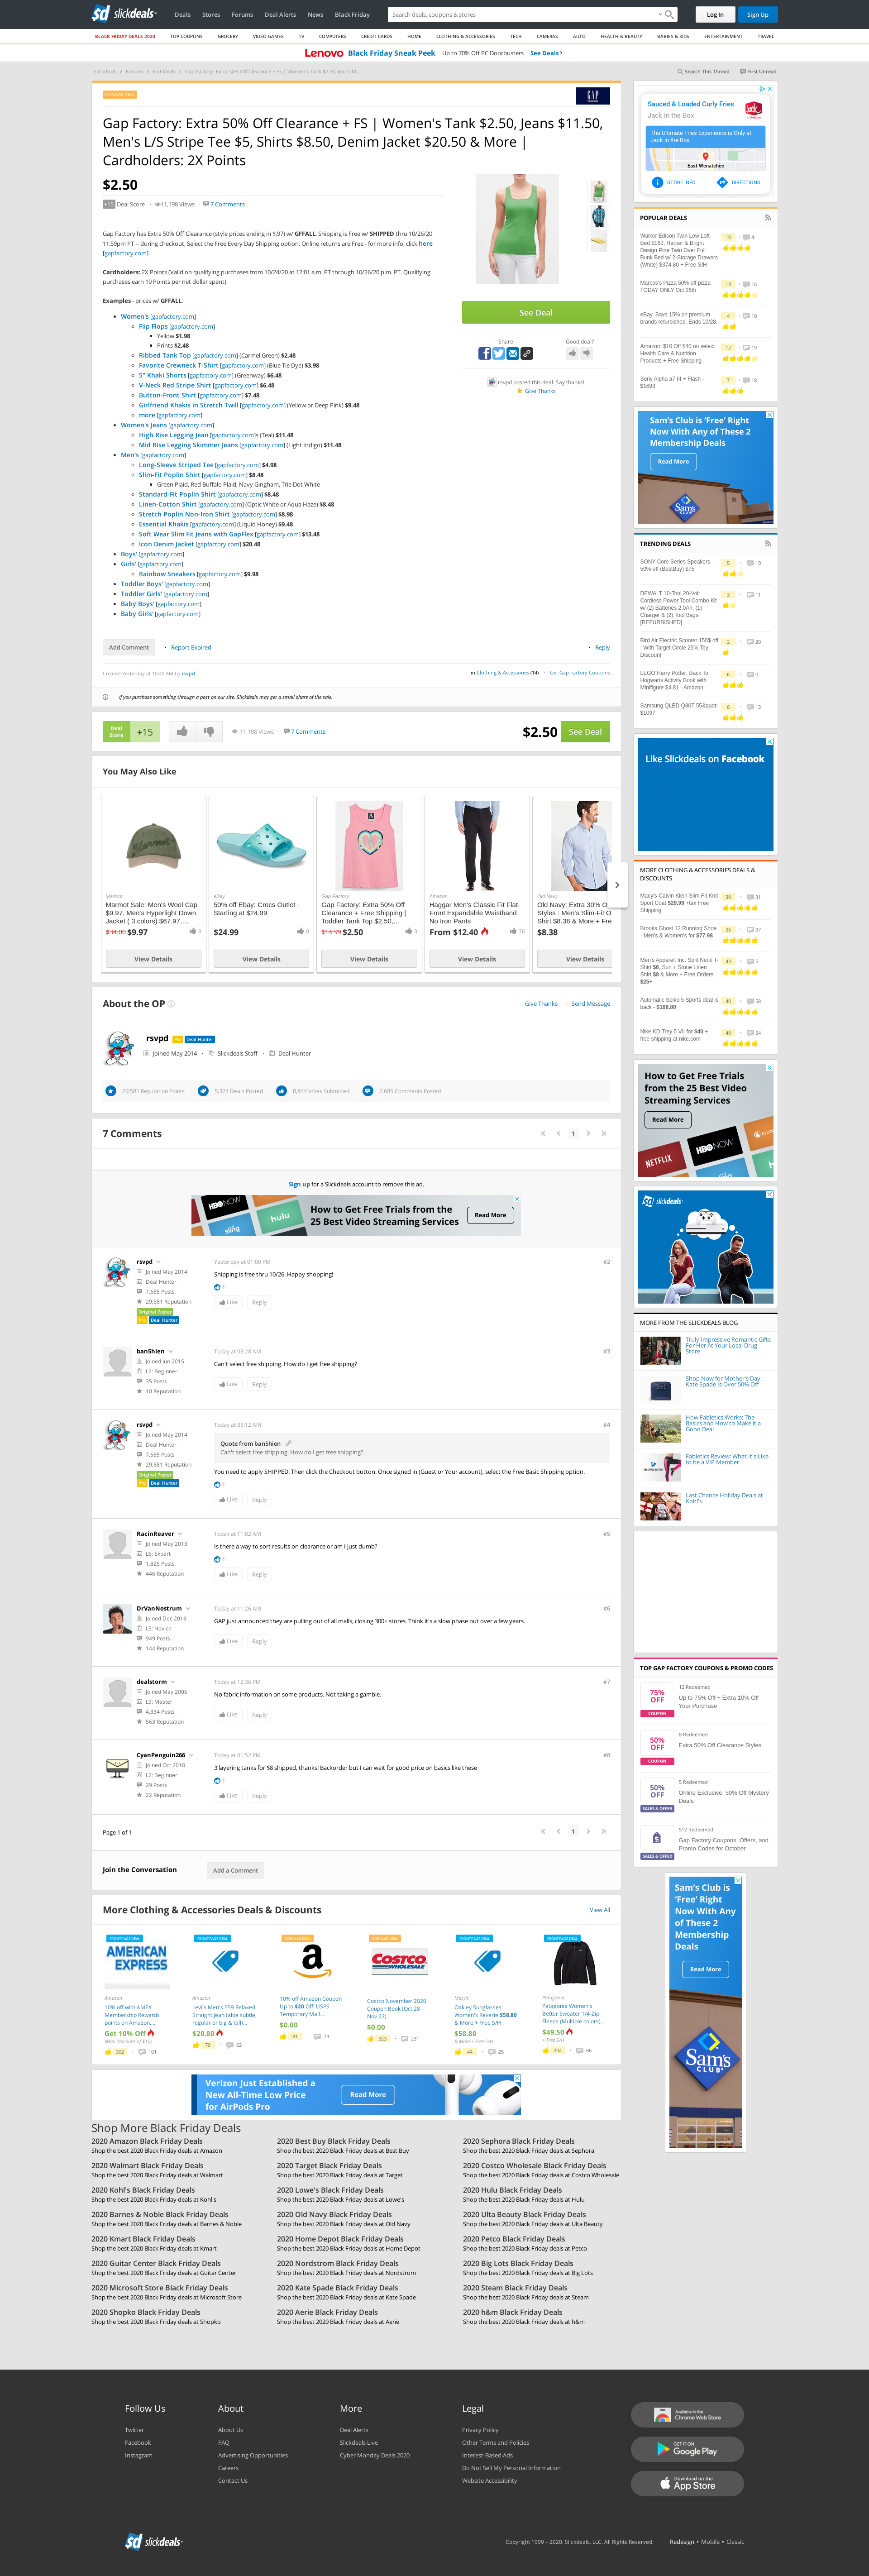 slickdeals
Deals Stores Forums Deal Alerts News Black Friday
Search deals, coupons & stores
Log In
Sign Up
BLACK FRIDAY DEALS 2020 TOP COUPONS GROCERY VIDEO GAMES TV COMPUTERS CREDIT CARDS HOME CLOTHING & ACCESSORIES TECH CAMERAS AUTO HEALTH & BEAUTY BABIES & KIDS ENTERTAINMENT TRAVEL
Lenovo Black Friday Sneak Peek Up to 70% Off PC Doorbusters See Deals ›
Slickdeals › Forums › Hot Deals › Gap Factory: Extra 50% Off Clearance + FS | Women's Tank $2.50, Jeans $1...
Search This Thread First Unread
POPULAR DEAL
GAP
Gap Factory: Extra 50% Off Clearance + FS | Women's Tank $2.50, Jeans $11.50,
Men's L/S Stripe Tee $5, Shirts $8.50, Denim Jacket $20.50 & More |
Cardholders: 2X Points
$2.50
+15 Deal Score 11,198 Views 7 Comments
Gap Factory has Extra 50% Off Clearance (style prices ending in $.97) w/ GFFALL. Shipping is Free w/ SHIPPED thru 10/26/20
11:59pm PT -- during checkout, Select the Free Every Day Shipping option. Online returns are Free - for more info, click here
[gapfactory.com].
Cardholders: 2X Points (Valid on qualifying purchases from 10/24/20 at 12:01 a.m. PT through 10/26/20 p.m. PT. Qualifying
purchases earn 10 Points per net dollar spent)
Examples - prices w/ GFFALL:
Women's [gapfactory.com]
Flip Flops [gapfactory.com]
Yellow $1.98
Prints $2.48
Ribbed Tank Top [gapfactory.com] (Carmel Green) $2.48
Favorite Crewneck T-Shirt [gapfactory.com] (Blue Tie Dye) $3.98
5" Khaki Shorts [gapfactory.com] (Greenway) $6.48
V-Neck Red Stripe Shirt [gapfactory.com] $6.48
Button-Front Shirt [gapfactory.com] $7.48
Girlfriend Khakis in Stretch Twill [gapfactory.com] (Yellow or Deep Pink) $9.48
more [gapfactory.com]
Women's Jeans [gapfactory.com]
High Rise Legging Jean [gapfactory.com]s (Teal) $11.48
Mid Rise Legging Skimmer Jeans [gapfactory.com] (Light Indigo) $11.48
Men's [gapfactory.com]
Long-Sleeve Striped Tee [gapfactory.com] $4.98
Slim-Fit Poplin Shirt [gapfactory.com] $8.48
Green Plaid, Red Buffalo Plaid, Navy Gingham, Trie Dot White
Standard-Fit Poplin Shirt [gapfactory.com] $8.48
Linen-Cotton Shirt [gapfactory.com] (Optic White or Aqua Haze) $8.48
Stretch Poplin Non-Iron Shirt [gapfactory.com] $8.98
Essential Khakis [gapfactory.com] (Liquid Honey) $9.48
Soft Wear Slim Fit Jeans with GapFlex [gapfactory.com] $13.48
Icon Denim Jacket [gapfactory.com] $20.48
Boys' [gapfactory.com]
Girls' [gapfactory.com]
Rainbow Sneakers [gapfactory.com] $9.98
Toddler Boys' [gapfactory.com]
Toddler Girls' [gapfactory.com]
Baby Boys' [gapfactory.com]
Baby Girls' [gapfactory.com]
See Deal
Share Good deal?
rsvpd posted this deal. Say thanks!
Give Thanks
Add Comment Report Expired Reply
Created Yesterday at 10:40 AM by rsvpd
in Clothing & Accessories (14) Get Gap Factory Coupons
If you purchase something through a post on our site, Slickdeals may get a small share of the sale.
Deal Score +15 11,198 Views 7 Comments $2.50 See Deal
You May Also Like
Marmot
Marmot Sale: Men's Wool Cap
$9.97, Men's Hyperlight Down
Jacket ( 3 colors) $67.97,...
$34.00 $9.97 3
View Details
eBay
50% off Ebay: Crocs Outlet -
Starting at $24.99
$24.99 0
View Details
Gap Factory
Gap Factory: Extra 50% Off
Clearance + Free Shipping |
Toddler Tank Top $2.50,...
$14.99 $2.50 3
View Details
Amazon
Haggar Men's Classic Fit Flat-
Front Expandable Waistband
No Iron Pants
From $12.40 76
View Details
Old Navy
Old Navy: Extra 30% O
Styles : Men's Slim-Fit O
Shirt $8.38 & More + Fre
$8.38
View Details
About the OP
Give Thanks Send Message
rsvpd Pro Deal Hunter
Joined May 2014 Slickdeals Staff Deal Hunter
29,581 Reputation Points 5,324 Deals Posted 8,844 Votes Submitted 7,685 Comments Posted
7 Comments 1
Sign up for a Slickdeals account to remove this ad.
HBO NOW sling hulu How to Get Free Trials from the
25 Best Video Streaming Services Read More
rsvpd
Joined May 2014
Deal Hunter
7,685 Posts
29,581 Reputation
Original Poster
Pro Deal Hunter
Yesterday at 01:00 PM #2
Shipping is free thru 10/26. Happy shopping!
1
Like Reply
ban5hien
Joined Jun 2015
L2: Beginner
35 Posts
10 Reputation
Today at 08:28 AM #3
Can't select free shipping. How do I get free shipping?
Like Reply
rsvpd
Joined May 2014
Deal Hunter
7,685 Posts
29,581 Reputation
Original Poster
Pro Deal Hunter
Today at 09:12 AM #4
Quote from ban5hien
Can't select free shipping. How do I get free shipping?
You need to apply SHIPPED. Then click the Checkout button. Once signed in (Guest or Your account), select the Free Basic Shipping option.
1
Like Reply
RacinReaver
Joined May 2013
L6: Expert
1,825 Posts
446 Reputation
Today at 11:02 AM #5
Is there a way to sort results on clearance or am I just dumb?
1
Like Reply
DrVanNostrum
Joined Dec 2016
L3: Novice
949 Posts
144 Reputation
Today at 11:26 AM #6
GAP just announced they are pulling out of all malls, closing 300+ stores. Think it's a slow phase out over a few years.
Like Reply
dealstorm
Joined May 2006
L9: Master
4,334 Posts
563 Reputation
Today at 12:36 PM #7
No fabric information on some products. Not taking a gamble.
Like Reply
CyanPenguin266
Joined Oct 2018
L2: Beginner
29 Posts
22 Reputation
Today at 01:52 PM #8
3 layering tanks for $8 shipped, thanks! Backorder but I can wait for good price on basics like these
1
Like Reply
Page 1 of 1 1
Join the Conversation Add a Comment
More Clothing & Accessories Deals & Discounts View All
FRONTPAGE DEAL
AMERICAN EXPRESS
Amazon
10% off with AMEX
Membership Rewards
points on Amazon....
Get 10% Off
(Max Discount of $10)
302 101
FRONTPAGE DEAL
Amazon
Levi's Men's 559 Relaxed
Straight Jean (aloe subtle,
regular or big & tall)...
$20.80
70 62
POPULAR DEAL
10% off Amazon Coupon
Up to $20 Off! USPS
Temporary Mail...
$0.00
41 73
POPULAR DEAL
COSTCO WHOLESALE
Costco November 2020
Coupon Book (Oct 28 -
Nov 22)
$0.00
323 231
FRONTPAGE DEAL
Macy's
Oakley Sunglasses:
Women's Reverie $58.80
& More + Free S/H
$58.80
& More + Free S/H
44 25
FRONTPAGE DEAL
Patagonia
Patagonia Women's
Better Sweater 1/4-Zip
Fleece (Multiple colors)...
$49.50
+ Free S/H
204 86
Verizon Just Established a
New All-Time Low Price
for AirPods Pro
Read More
Shop More Black Friday Deals
2020 Amazon Black Friday Deals
Shop the best 2020 Black Friday deals at Amazon
2020 Best Buy Black Friday Deals
Shop the best 2020 Black Friday deals at Best Buy
2020 Sephora Black Friday Deals
Shop the best 2020 Black Friday deals at Sephora
2020 Walmart Black Friday Deals
Shop the best 2020 Black Friday deals at Walmart
2020 Target Black Friday Deals
Shop the best 2020 Black Friday deals at Target
2020 Costco Wholesale Black Friday Deals
Shop the best 2020 Black Friday deals at Costco Wholesale
2020 Kohl's Black Friday Deals
Shop the best 2020 Black Friday deals at Kohl's
2020 Lowe's Black Friday Deals
Shop the best 2020 Black Friday deals at Lowe's
2020 Hulu Black Friday Deals
Shop the best 2020 Black Friday deals at Hulu
2020 Barnes & Noble Black Friday Deals
Shop the best 2020 Black Friday deals at Barnes & Noble
2020 Old Navy Black Friday Deals
Shop the best 2020 Black Friday deals at Old Navy
2020 Ulta Beauty Black Friday Deals
Shop the best 2020 Black Friday deals at Ulta Beauty
2020 Kmart Black Friday Deals
Shop the best 2020 Black Friday deals at Kmart
2020 Home Depot Black Friday Deals
Shop the best 2020 Black Friday deals at Home Depot
2020 Petco Black Friday Deals
Shop the best 2020 Black Friday deals at Petco
2020 Guitar Center Black Friday Deals
Shop the best 2020 Black Friday deals at Guitar Center
2020 Nordstrom Black Friday Deals
Shop the best 2020 Black Friday deals at Nordstrom
2020 Big Lots Black Friday Deals
Shop the best 2020 Black Friday deals at Big Lots
2020 Microsoft Store Black Friday Deals
Shop the best 2020 Black Friday deals at Microsoft Store
2020 Kate Spade Black Friday Deals
Shop the best 2020 Black Friday deals at Kate Spade
2020 Steam Black Friday Deals
Shop the best 2020 Black Friday deals at Steam
2020 Shopko Black Friday Deals
Shop the best 2020 Black Friday deals at Shopko
2020 Aerie Black Friday Deals
Shop the best 2020 Black Friday deals at Aerie
2020 h&m Black Friday Deals
Shop the best 2020 Black Friday deals at h&m
Sauced & Loaded Curly Fries
Jack in the Box
The Ultimate Fries Experience is Only at
Jack in the Box
East Wenatchee
STORE INFO DIRECTIONS
POPULAR DEALS
Walker Edison Twin Low Loft
Bed $163, Harper & Bright
Design Pine Twin Over Full
Bunk Bed w/ 2-Storage Drawers
(White) $374.80 + Free S/H
10 4
Marcos's Pizza 50% off pizza
TODAY ONLY Oct 26th
13 16
eBay. Save 15% on premium
brands refurbished. Ends 10/28.
4 10
Amazon: $10 Off $40 on select
Health Care & Nutrition
Products + Free Shipping
12 19
Sony Alpha a7 III + Flash -
$1698
7 18
Sam's Club is 'Free' Right
Now With Any of These 2
Membership Deals
Read More
Sam's Club
TRENDING DEALS
SONY Core Series Speakers -
50% off (BestBuy) $75
5 10
DEWALT 10-Tool 20-Volt
Cordless Power Tool Combo Kit
w/ (2) Batteries 2.0Ah, (1)
Charger & (2) Tool Bags
[REFURBISHED]
3 11
Bird Air Electric Scooter 150$ off
: With Target Circle 25% Toy
Discount
2 20
LEGO Harry Potter: Back To
Hogwarts Activity Book with
Minifigure $4.81 - Amazon
6 0
Samsung QLED Q80T 55&quot;
$1097
6 13
Like Slickdeals on Facebook
MORE CLOTHING & ACCESSORIES DEALS &
DISCOUNTS
Macy's Calvin Klein Slim Fit Knit
Sport Coat $29.99 +tax Free
Shipping
39 31
Brooks Ghost 12 Running Shoe
- Men's & Women's for $77.98
35 37
Men's Apparel: Inc. Split Neck T-
Shirt $6, Sun + Stone Linen
Shirt $8 & More + Free Orders
$25+
43 5
Automatic Seiko 5 Sports deal is
back - $188.80
40 58
Nike KD Trey 5 VII for $40 +
free shipping at nike.com
49 54
How to Get Free Trials
from the 25 Best Video
Streaming Services
Read More
NETFLIX HBO NOW
slickdeals
MORE FROM THE SLICKDEALS BLOG
Truly Impressive Romantic Gifts
For Her At Your Local Drug
Store
Shop Now for Mother's Day:
Kate Spade Is Over 50% Off
How Fabletics Works: The
Basics and How to Make it a
Good Deal
Fabletics Review: What It's Like
to be a VIP Member
Last Chance Holiday Deals at
Kohl's
TOP GAP FACTORY COUPONS & PROMO CODES
75% OFF COUPON
12 Redeemed
Up to 75% Off + Extra 10% Off
Your Purchase
50% OFF COUPON
8 Redeemed
Extra 50% Off Clearance Styles
50% OFF SALES & OFFER
5 Redeemed
Online Exclusive: 50% Off Mystery
Deals
SALES & OFFER
512 Redeemed
Gap Factory Coupons, Offers, and
Promo Codes for October
Sam's Club is
'Free' Right
Now With Any
of These 2
Membership
Deals
Read More
Sam's Club
Follow Us
Twitter
Facebook
Instagram
About
About Us
FAQ
Advertising Opportunities
Careers
Contact Us
More
Deal Alerts
Slickdeals Live
Cyber Monday Deals 2020
Legal
Privacy Policy
Other Terms and Policies
Interest-Based Ads
Do Not Sell My Personal Information
Website Accessibility
Available in the Chrome Web Store
GET IT ON Google Play
Download on the App Store
slickdeals
Copyright 1999 - 2020. Slickdeals, LLC. All Rights Reserved. Redesign • Mobile • Classic